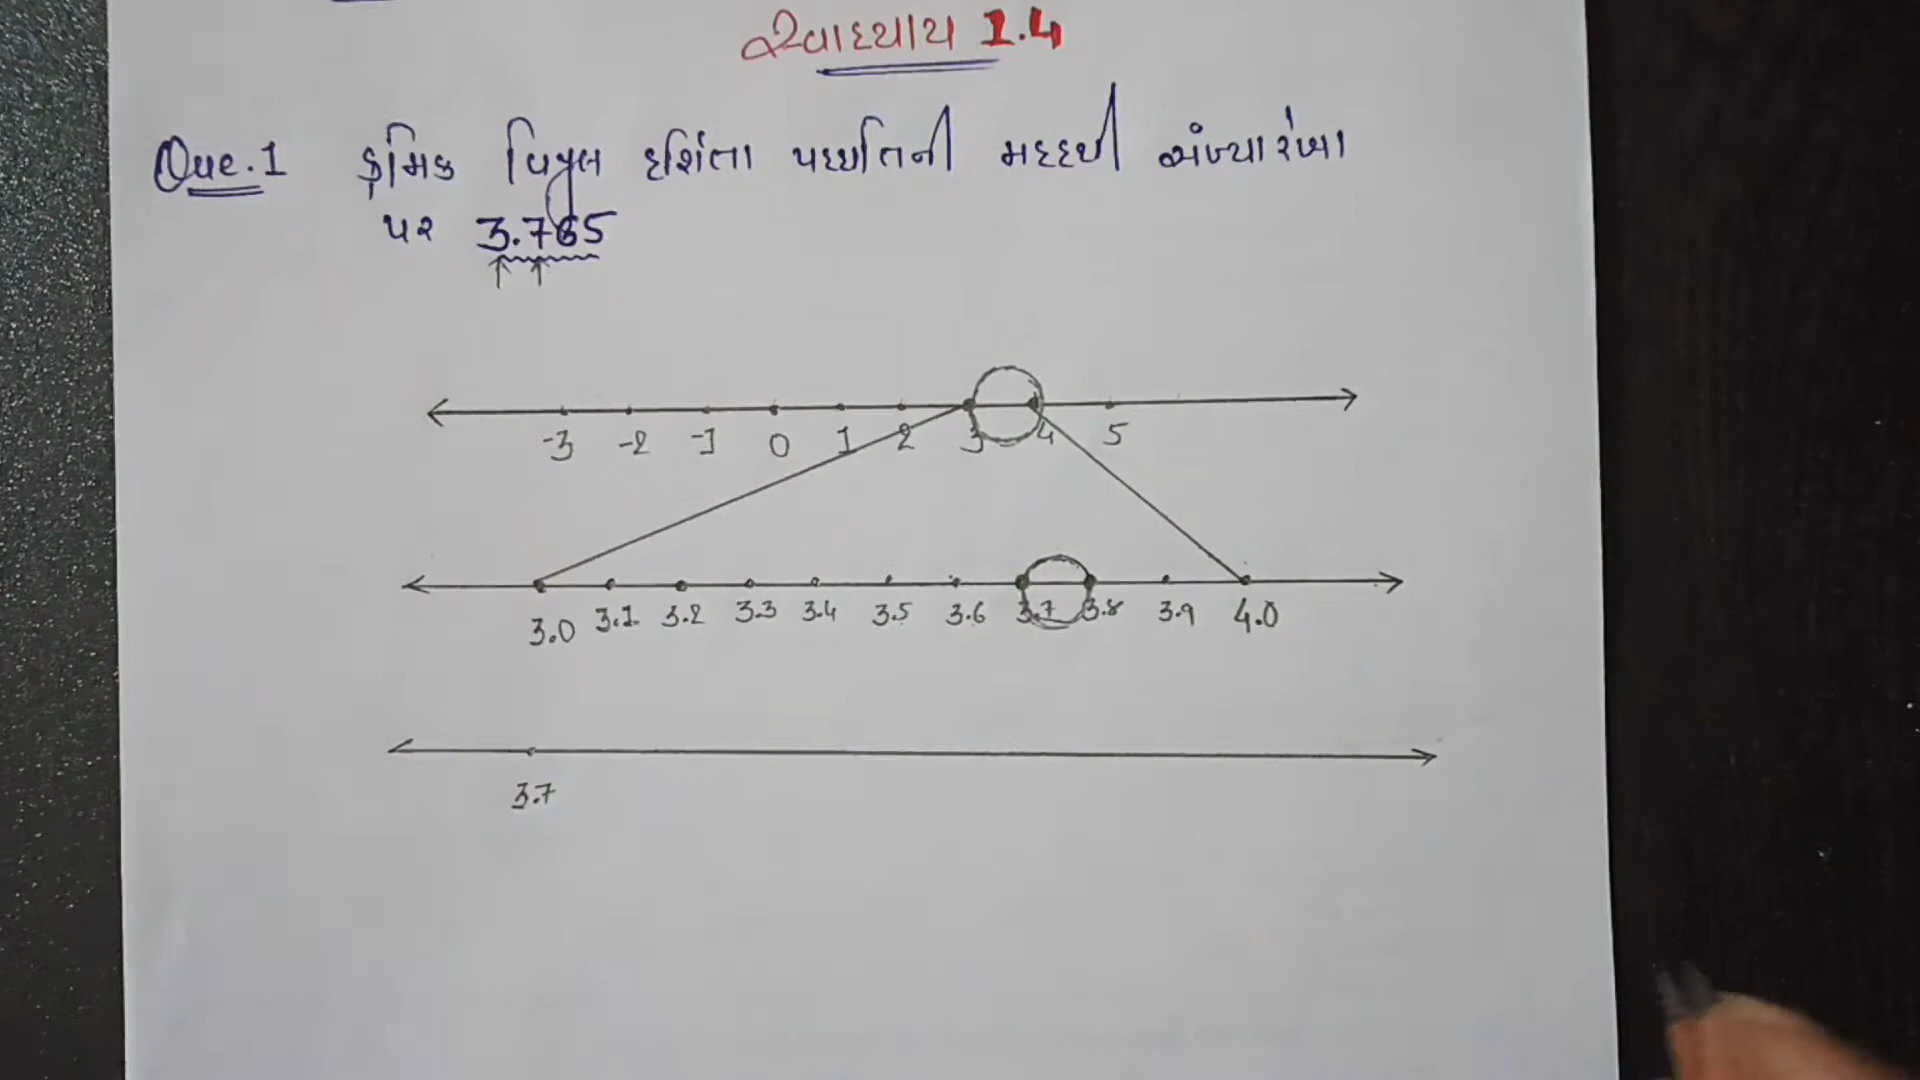 સ્વાધ્યાય 1.4
Que.1 ક્રમિક વિપુલ દર્શિતા પધ્ધતિની મદદથી સંખ્યારેખા
પર 3.765
-3 -2 -1 0 1 2 3 4 5
3.0 3.1 3.2 3.3 3.4 3.5 3.6 3.7 3.8 3.9 4.0
3.7